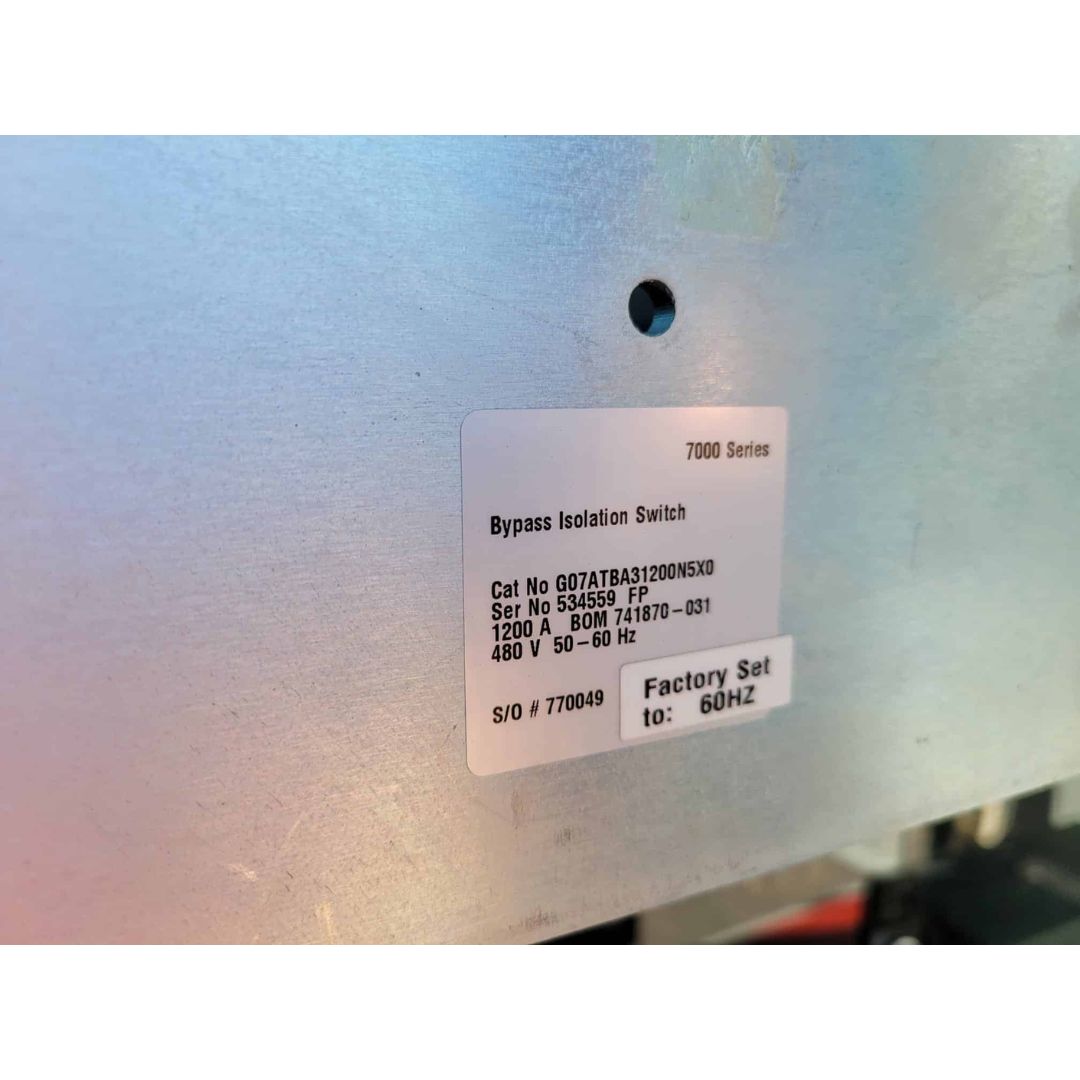 7000 Series
Bypass Isolation Switch
Cat No G07ATBA31200N5X0
Ser No 534559 FP
1200 A BOM 741870-031
480 V 50-60 Hz
S/O # 770049
Factory Set
to: 60HZ